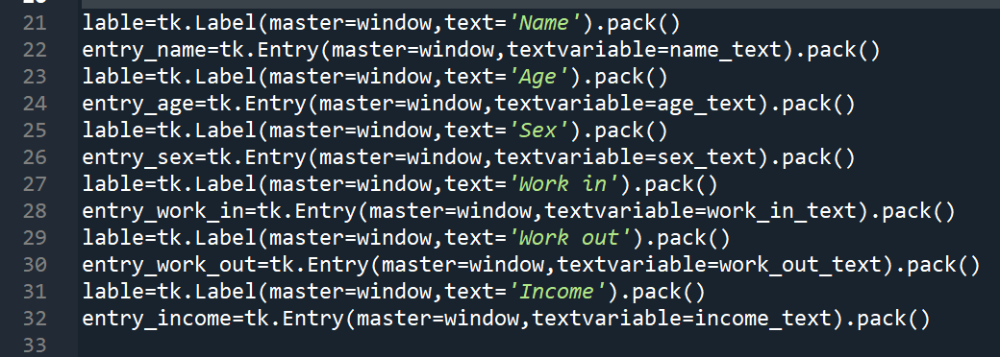 21 lable=tk.Label(master=window,text='Name').pack()
22 entry_name=tk.Entry(master=window,textvariable=name_text).pack()
23 lable=tk.Label(master=window,text='Age').pack()
24 entry_age=tk.Entry(master=window,textvariable=age_text).pack()
25 lable=tk.Label(master=window,text='Sex').pack()
26 entry_sex=tk.Entry(master=window,textvariable=sex_text).pack()
27 lable=tk.Label(master=window,text='Work in').pack()
28 entry_work_in=tk.Entry(master=window,textvariable=work_in_text).pack()
29 lable=tk.Label(master=window,text='Work out').pack()
30 entry_work_out=tk.Entry(master=window,textvariable=work_out_text).pack()
31 lable=tk.Label(master=window,text='Income').pack()
32 entry_income=tk.Entry(master=window,textvariable=income_text).pack()
33